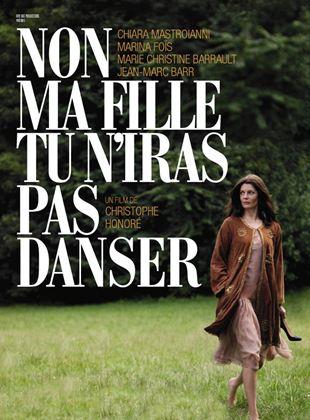 NON
MA FILLE
TU N'IRAS
PAS
DANSER
CHIARA MASTROIANNI
MARINA FOÏS
MARIE CHRISTINE BARRAULT
JEAN-MARC BARR
UN FILM DE
CHRISTOPHE
HONORÉ